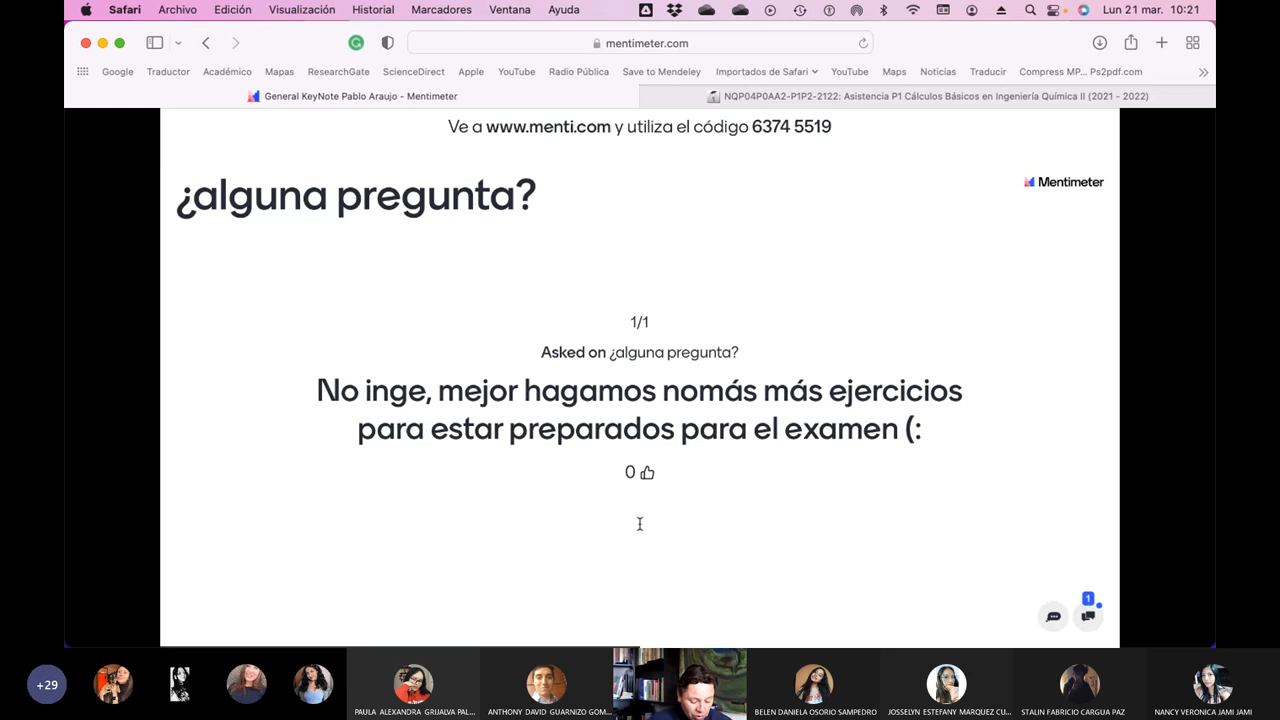 Safari Archivo Edición Visualización Historial Marcadores Ventana Ayuda Lun 21 mar. 10:21
mentimeter.com
Google Traductor Académico Mapas ResearchGate ScienceDirect Apple YouTube Radio Pública Save to Mendeley Importados de Safari YouTube Maps Noticias Traducir Compress MP... Ps2pdf.com
General KeyNote Pablo Araujo - Mentimeter NQP04P0AA2-P1P2-2122: Asistencia P1 Cálculos Básicos en Ingeniería Química II (2021 - 2022)
Ve a www.menti.com y utiliza el código 6374 5519
¿alguna pregunta?
Mentimeter
1/1
Asked on ¿alguna pregunta?
No inge, mejor hagamos nomás más ejercicios
para estar preparados para el examen (:
0
1
+29
PAULA ALEXANDRA GRIJALVA PAL... ANTHONY DAVID GUARNIZO GOM... BELEN DANIELA OSORIO SAMPEDRO JOSSELYN ESTEFANY MARQUEZ CU... STALIN FABRICIO CARGUA PAZ NANCY VERONICA JAMI JAMI